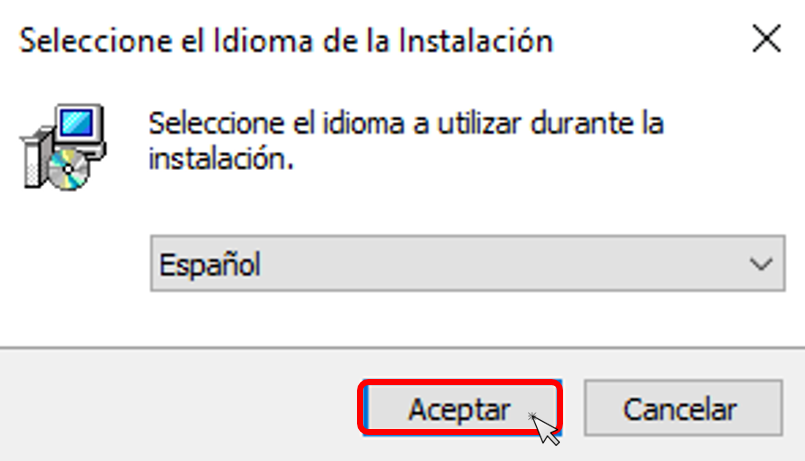 Seleccione el Idioma de la Instalación
Seleccione el idioma a utilizar durante la
instalación.
Español
Aceptar
Cancelar